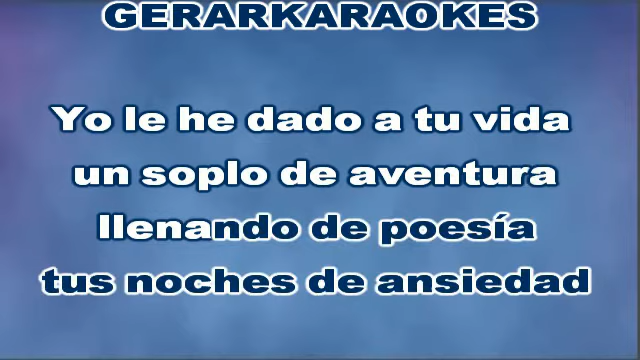 GERARKARAOKES
Yo le he dado a tu vida
un soplo de aventura
llenando de poesía
tus noches de ansiedad